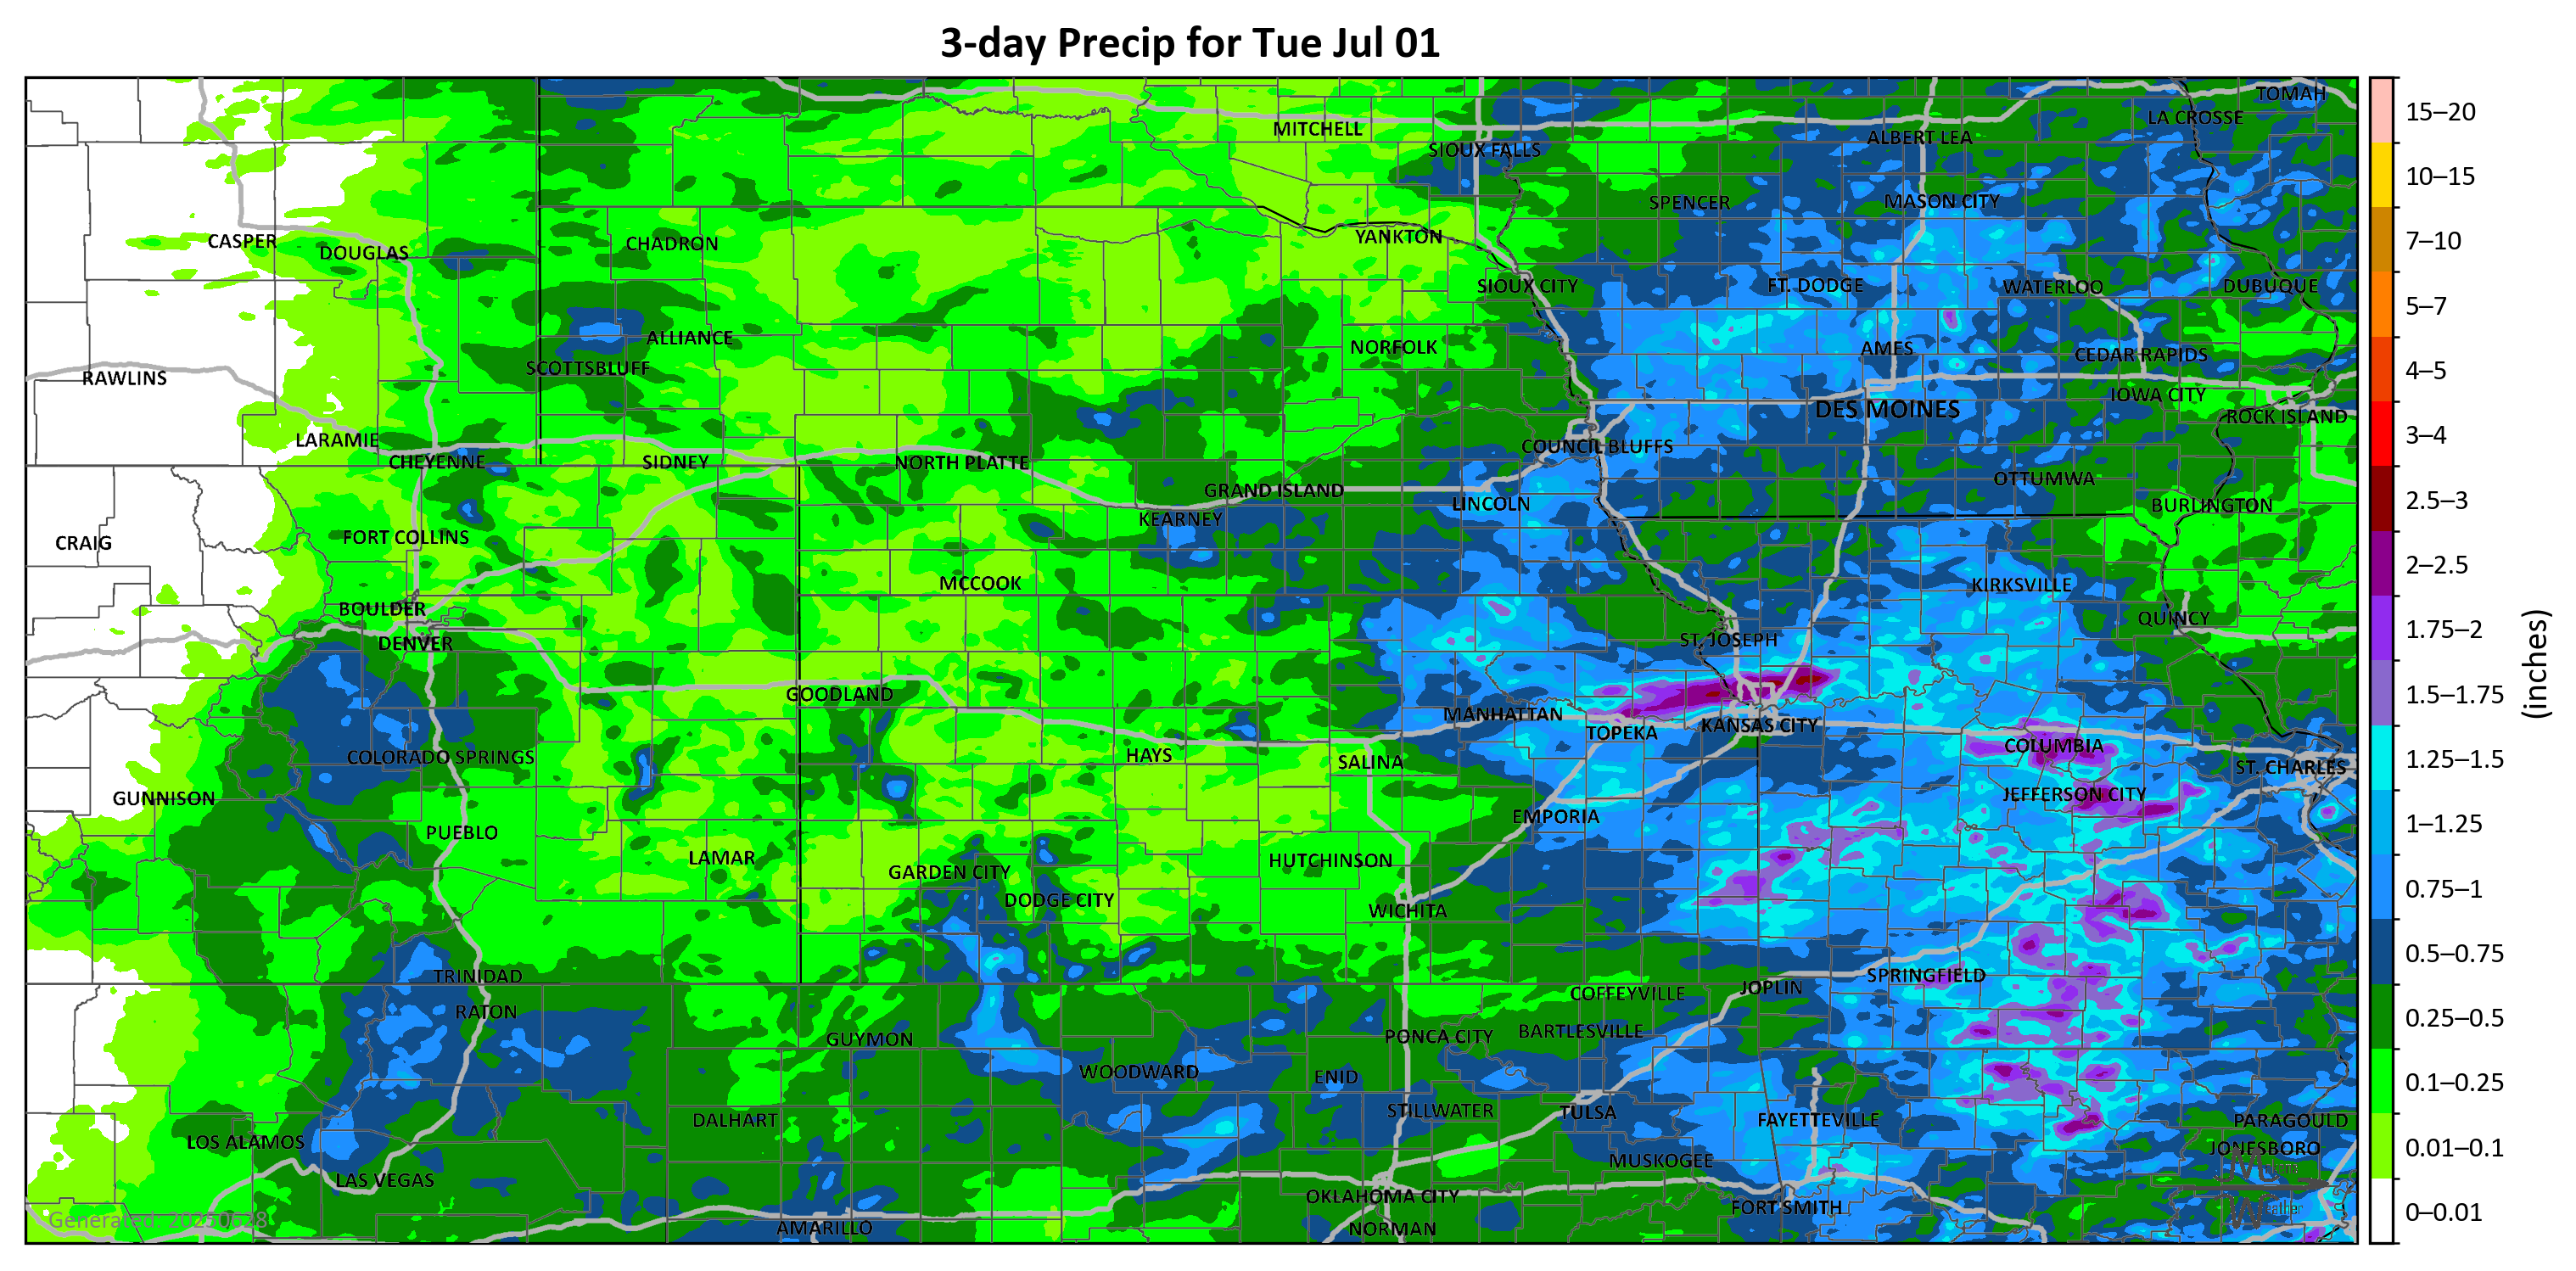 3-day Precip for Tue Jul 01
TOMAH
LA CROSSE
MITCHELL
ALBERT LEA
SIOUX FALLS
SPENCER
MASON CITY
CASPER
DOUGLAS
CHADRON
YANKTON
SIOUX CITY
FT. DODGE
WATERLOO
DUBUQUE
ALLIANCE
NORFOLK
AMES
CEDAR RAPIDS
SCOTTSBLUFF
RAWLINS
IOWA CITY
DES MOINES
ROCK ISLAND
LARAMIE
COUNCIL BLUFFS
CHEYENNE
SIDNEY
NORTH PLATTE
OTTUMWA
GRAND ISLAND
LINCOLN
BURLINGTON
KEARNEY
FORT COLLINS
CRAIG
MCCOOK
KIRKSVILLE
BOULDER
QUINCY
DENVER
ST. JOSEPH
GOODLAND
MANHATTAN
KANSAS CITY
TOPEKA
COLUMBIA
COLORADO SPRINGS
HAYS
SALINA
ST. CHARLES
GUNNISON
JEFFERSON CITY
EMPORIA
PUEBLO
LAMAR
HUTCHINSON
GARDEN CITY
DODGE CITY
WICHITA
TRINIDAD
SPRINGFIELD
JOPLIN
COFFEYVILLE
RATON
BARTLESVILLE
PONCA CITY
GUYMON
WOODWARD
ENID
STILLWATER
TULSA
DALHART
FAYETTEVILLE
PARAGOULD
LOS ALAMOS
JONESBORO
MUSKOGEE
LAS VEGAS
OKLAHOMA CITY
FORT SMITH
AMARILLO
NORMAN
Generated: 20250628
15–20
10–15
7–10
5–7
4–5
3–4
2.5–3
2–2.5
1.75–2
1.5–1.75
1.25–1.5
1–1.25
0.75–1
0.5–0.75
0.25–0.5
0.1–0.25
0.01–0.1
0–0.01
(inches)